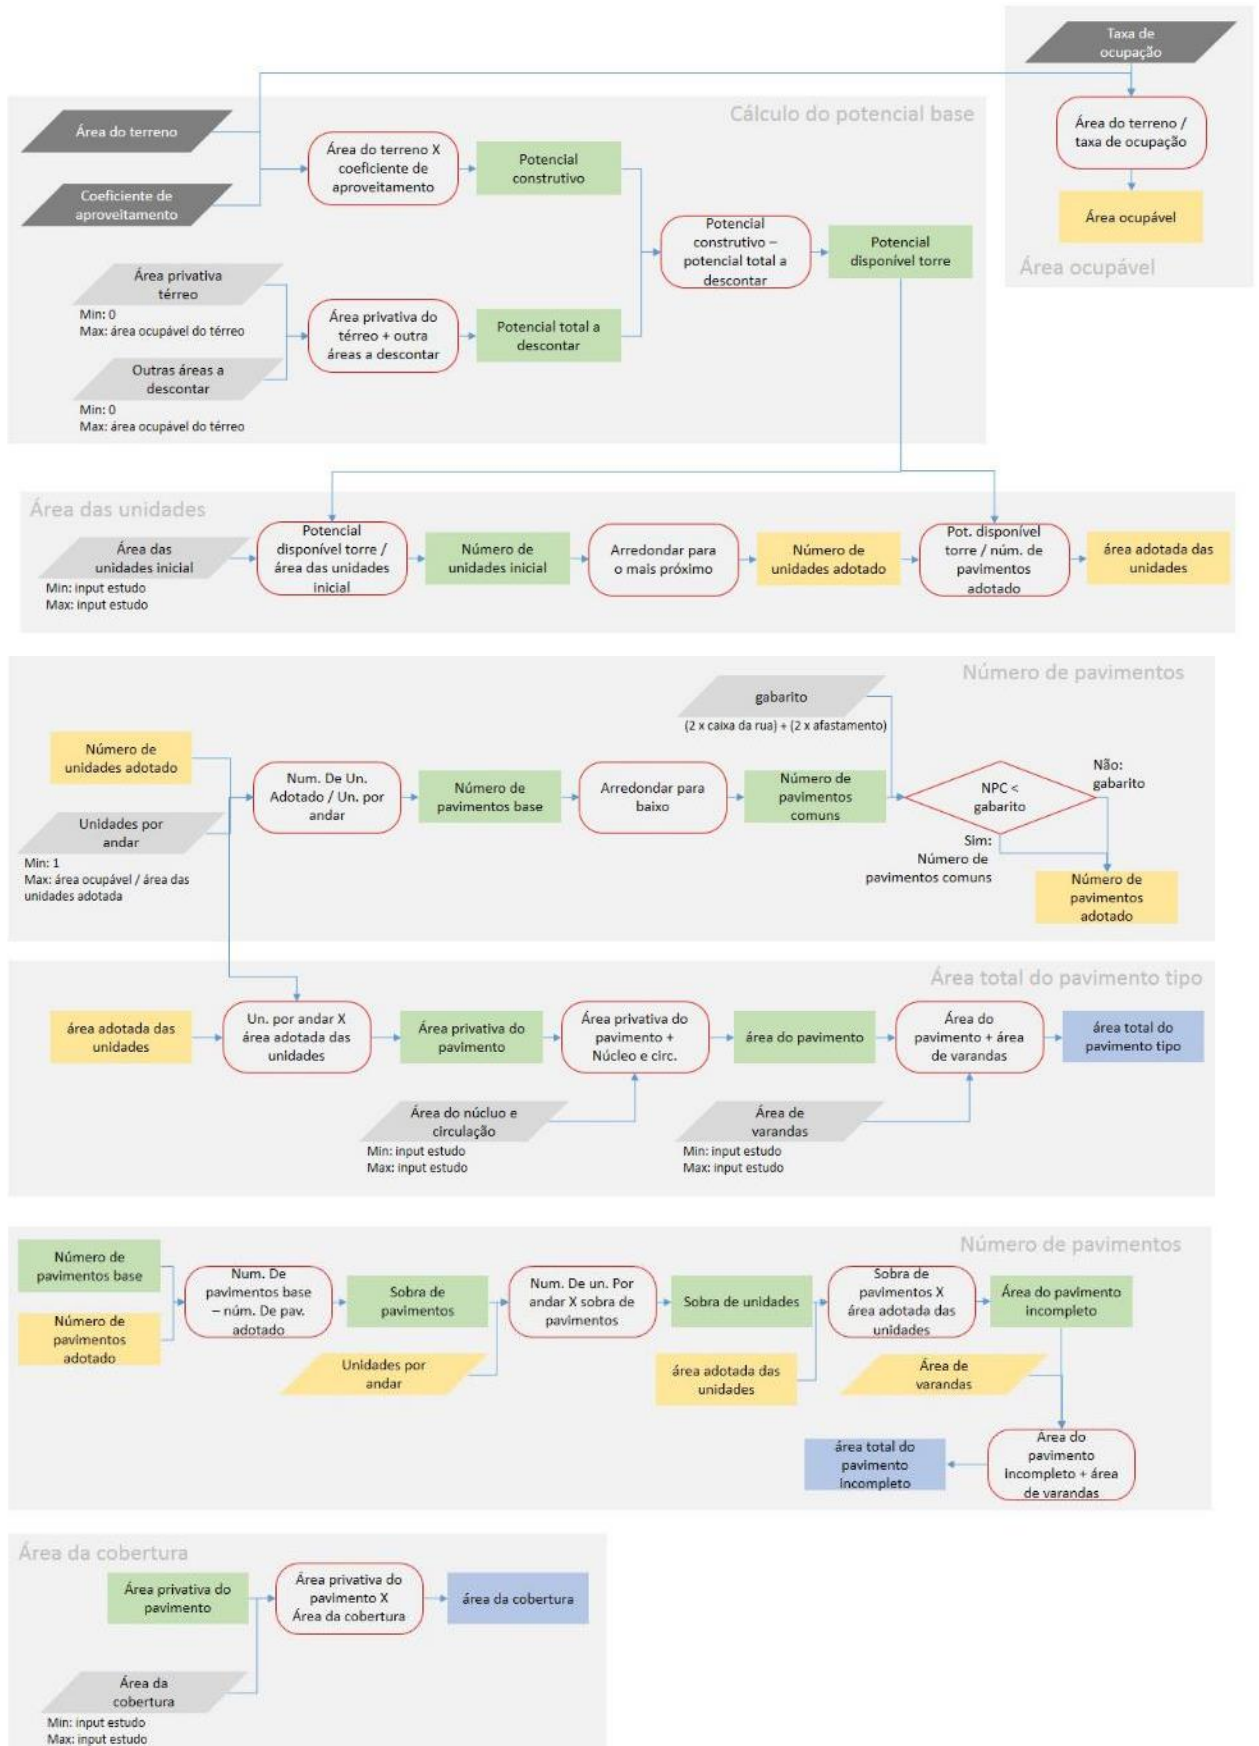 Taxa de
ocupação
Cálculo do potencial base
Área do terreno
Área do terreno /
taxa de ocupação
Área do terreno X
coeficiente de
aproveitamento
Potencial
construtivo
Coeficiente de
aproveitamento
Área ocupável
Potencial
construtivo –
potencial total a
descontar
Potencial
disponível torre
Área ocupável
Área privativa
térreo
Min: 0
Max: área ocupável do térreo
Área privativa do
térreo + outra
áreas a descontar
Potencial total a
descontar
Outras áreas a
descontar
Min: 0
Max: área ocupável do térreo
Área das unidades
Área das
unidades inicial
Min: input estudo
Max: input estudo
Potencial
disponível torre /
área das unidades
inicial
Número de
unidades inicial
Arredondar para
o mais próximo
Número de
unidades adotado
Pot. disponível
torre / núm. de
pavimentos
adotado
área adotada das
unidades
Número de pavimentos
gabarito
(2 x caixa da rua) + (2 x afastamento)
Número de
unidades adotado
Num. De Un.
Adotado / Un. por
andar
Número de
pavimentos base
Arredondar para
baixo
Número de
pavimentos
comuns
NPC <
gabarito
Não:
gabarito
Unidades por
andar
Min: 1
Max: área ocupável / área das
unidades adotada
Sim:
Número de
pavimentos comuns
Número de
pavimentos
adotado
Área total do pavimento tipo
área adotada das
unidades
Un. por andar X
área adotada das
unidades
Área privativa do
pavimento
Área privativa do
pavimento +
Núcleo e circ.
área do pavimento
Área do
pavimento + área
de varandas
área total do
pavimento tipo
Área do núcluo e
circulação
Min: input estudo
Max: input estudo
Área de
varandas
Min: input estudo
Max: input estudo
Número de pavimentos
Número de
pavimentos base
Número de
pavimentos
adotado
Num. De
pavimentos base
– núm. De pav.
adotado
Sobra de
pavimentos
Num. De un. Por
andar X sobra de
pavimentos
Sobra de unidades
Sobra de
pavimentos X
área adotada das
unidades
Área do pavimento
incompleto
Unidades por
andar
área adotada das
unidades
Área de
varandas
área total do
pavimento
incompleto
Área do
pavimento
incompleto + área
de varandas
Área da cobertura
Área privativa do
pavimento
Área privativa do
pavimento X
Área da cobertura
área da cobertura
Área da
cobertura
Min: input estudo
Max: input estudo